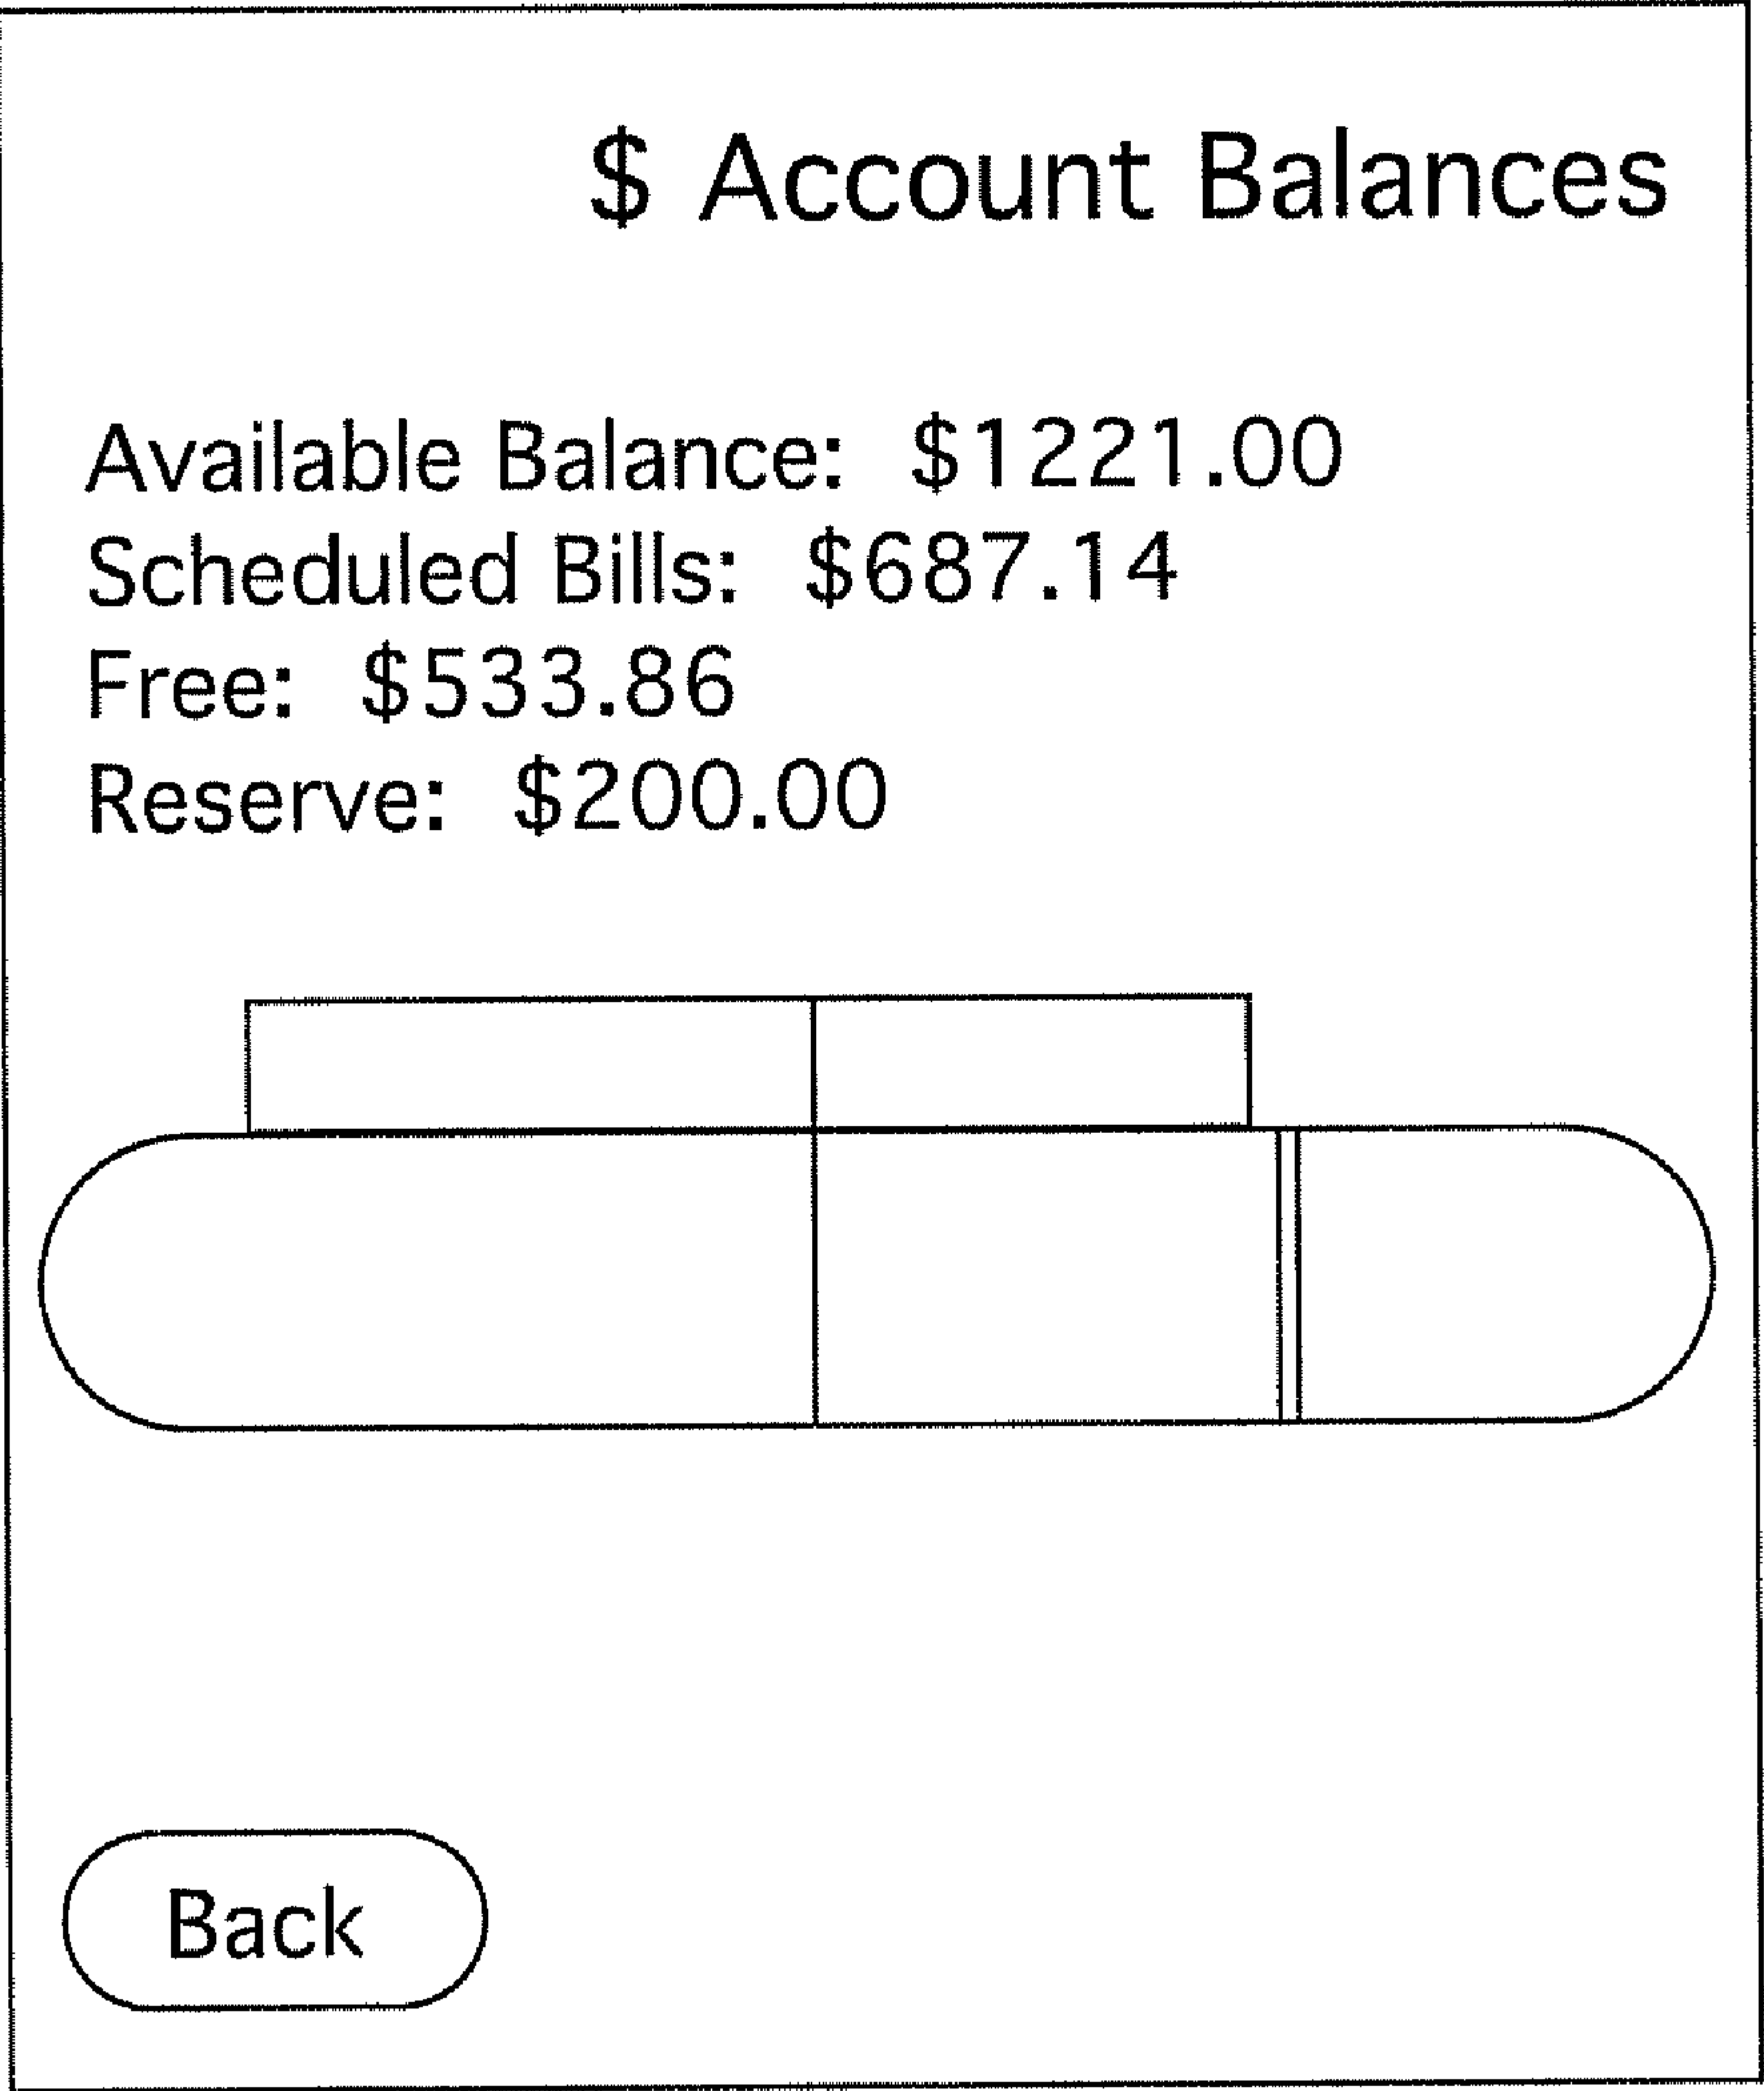 $ Account Balances
Available Balance: $1221.00
Scheduled Bills: $687.14
Free: $533.86
Reserve: $200.00
Back